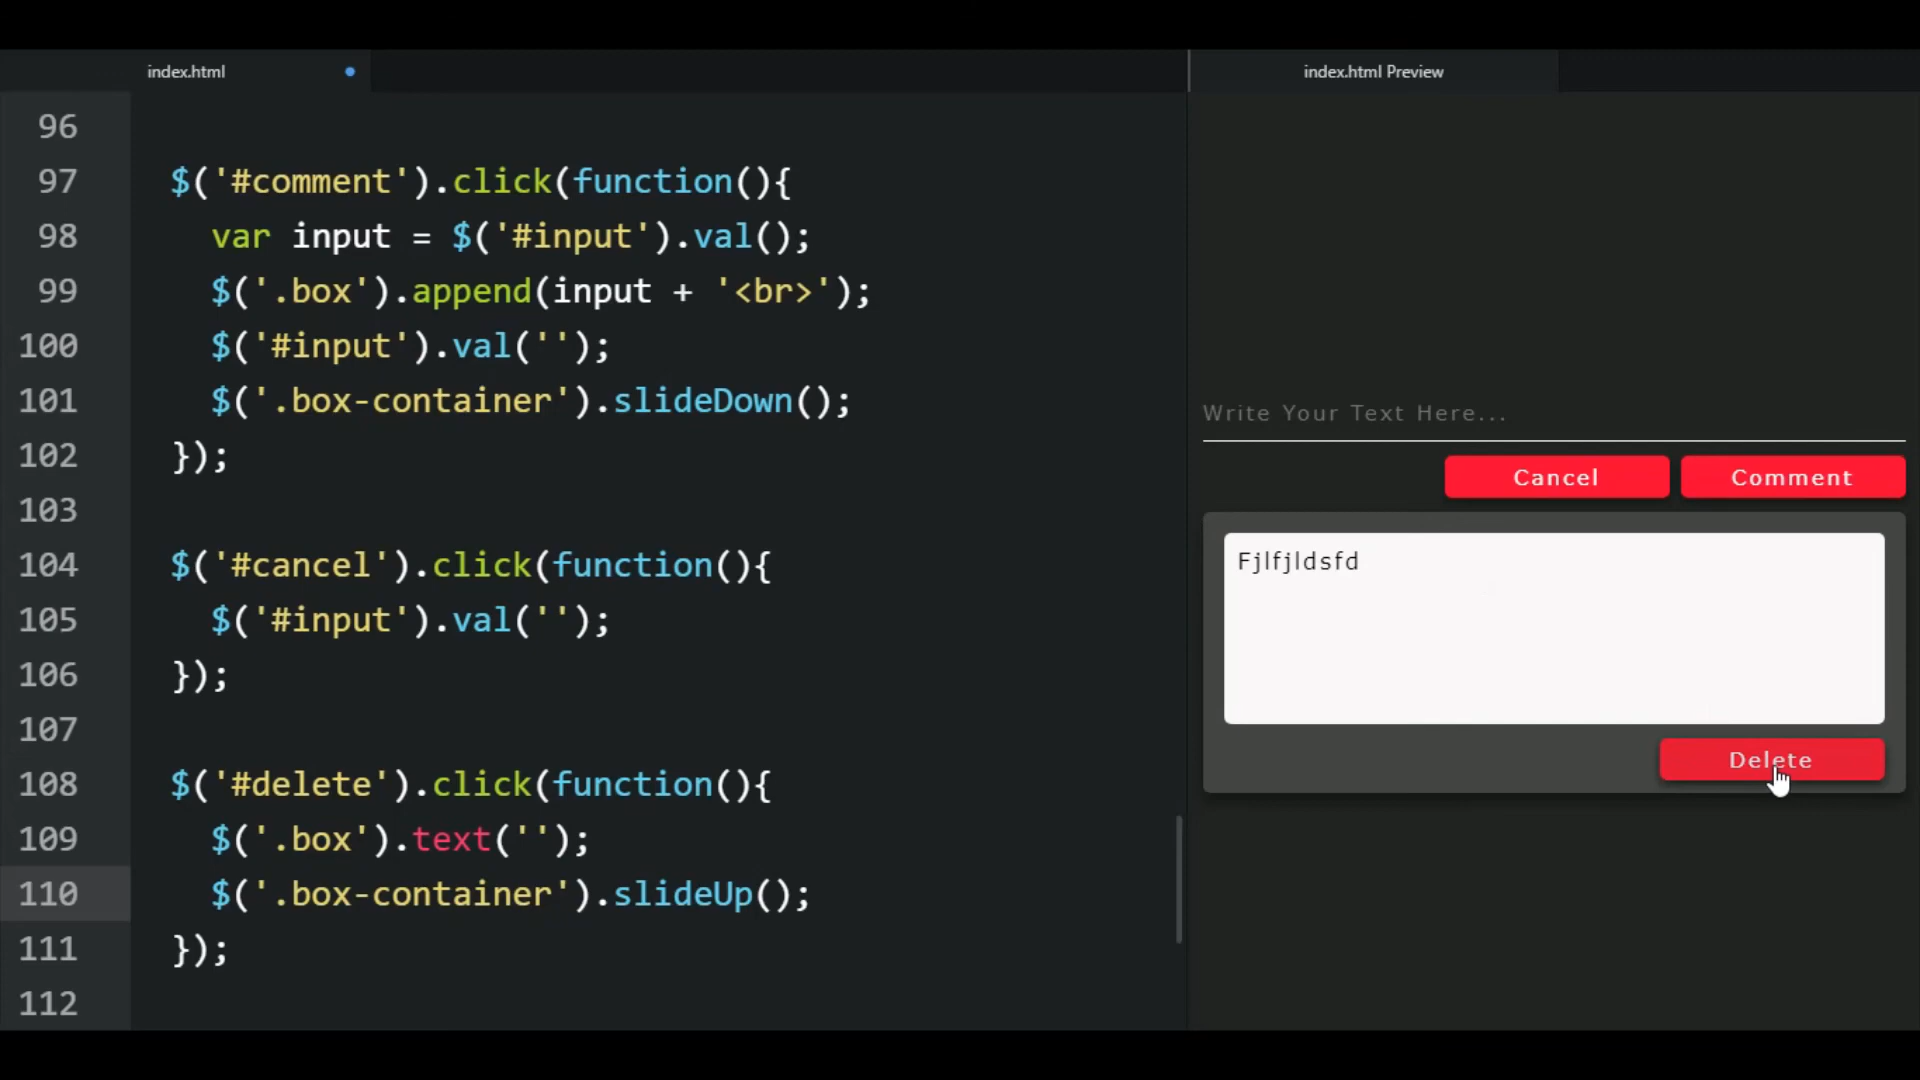 index.html
index.html Preview
96
97 $('#comment').click(function(){
98 var input = $('#input').val();
99 $('.box').append(input + '<br>');
100 $('#input').val('');
101 $('.box-container').slideDown();
102 });
103
104 $('#cancel').click(function(){
105 $('#input').val('');
106 });
107
108 $('#delete').click(function(){
109 $('.box').text('');
110 $('.box-container').slideUp();
111 });
112
Write Your Text Here...
Cancel
Comment
Fjlfjldsfd
Delete